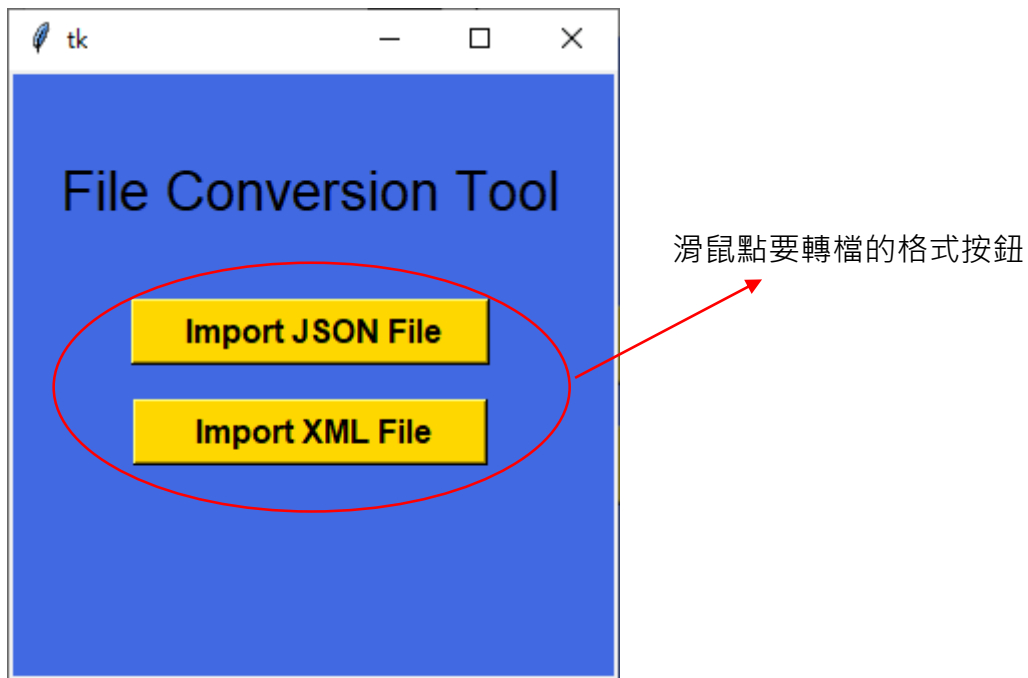 tk
File Conversion Tool
滑鼠點要轉檔的格式按鈕
Import JSON File
Import XML File